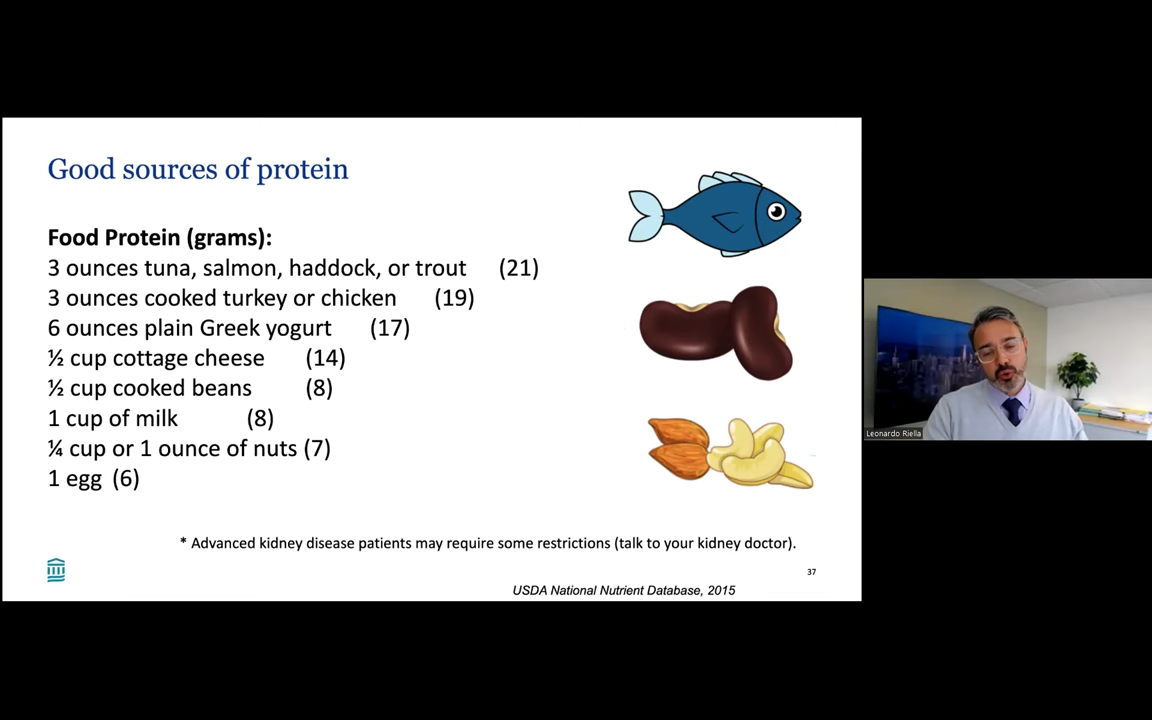 Good sources of protein
Food Protein (grams):
3 ounces tuna, salmon, haddock, or trout (21)
3 ounces cooked turkey or chicken (19)
6 ounces plain Greek yogurt (17)
½ cup cottage cheese (14)
½ cup cooked beans (8)
1 cup of milk (8)
¼ cup or 1 ounce of nuts (7)
1 egg (6)
* Advanced kidney disease patients may require some restrictions (talk to your kidney doctor).
37
USDA National Nutrient Database, 2015
Leonardo Riella